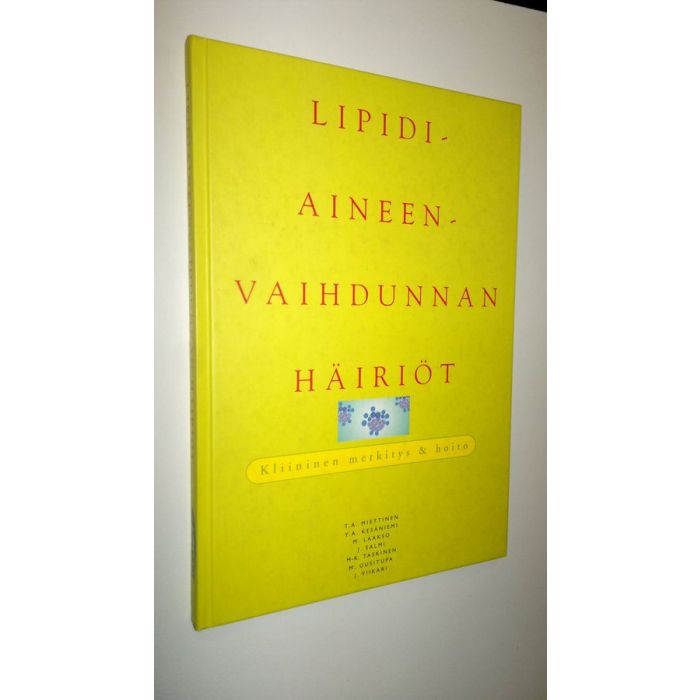 LIPIDI-
AINEEN-
VAIHDUNNAN
HÄIRIÖT
Kliininen merkitys & hoito
T.A. MIETTINEN
Y.A. KESÄNIEMI
M. LAAKSO
J. SALMI
M-R. TASKINEN
M. UUSITUPA
J. VIIKARI